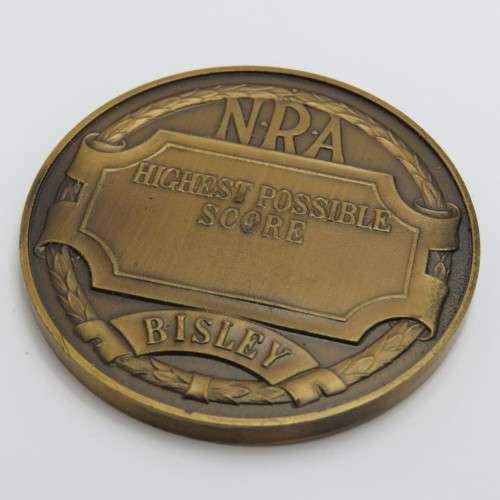 N·R·A
HIGHEST POSSIBLE
SCORE
BISLEY